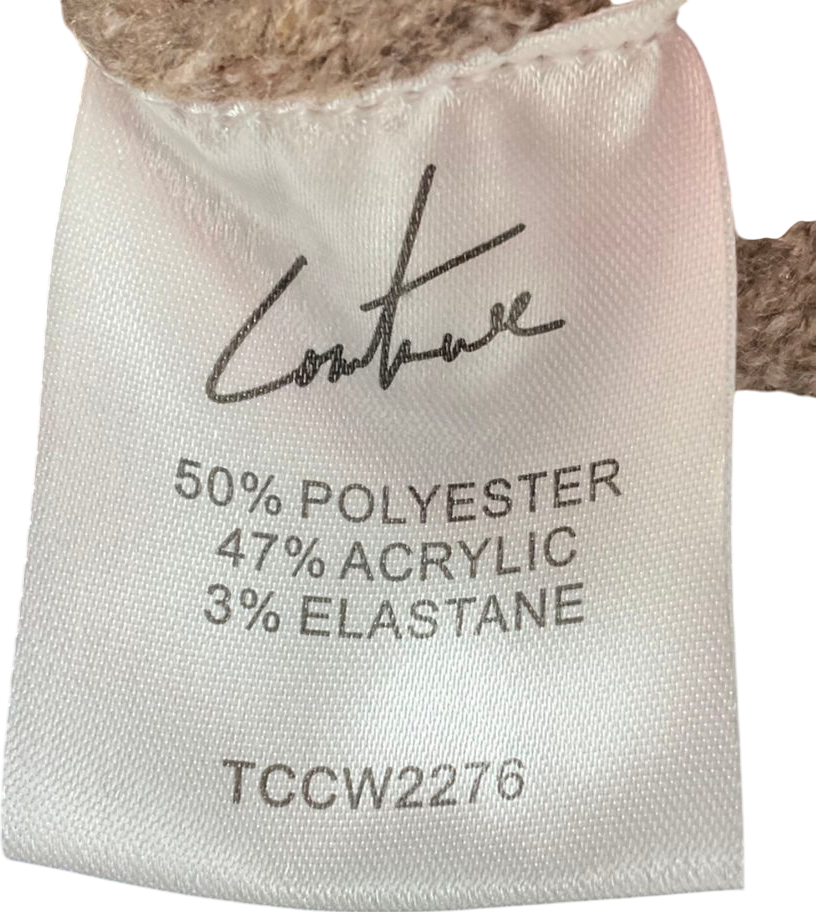 Couture
50% POLYESTER
47% ACRYLIC
3% ELASTANE
TCCW2276